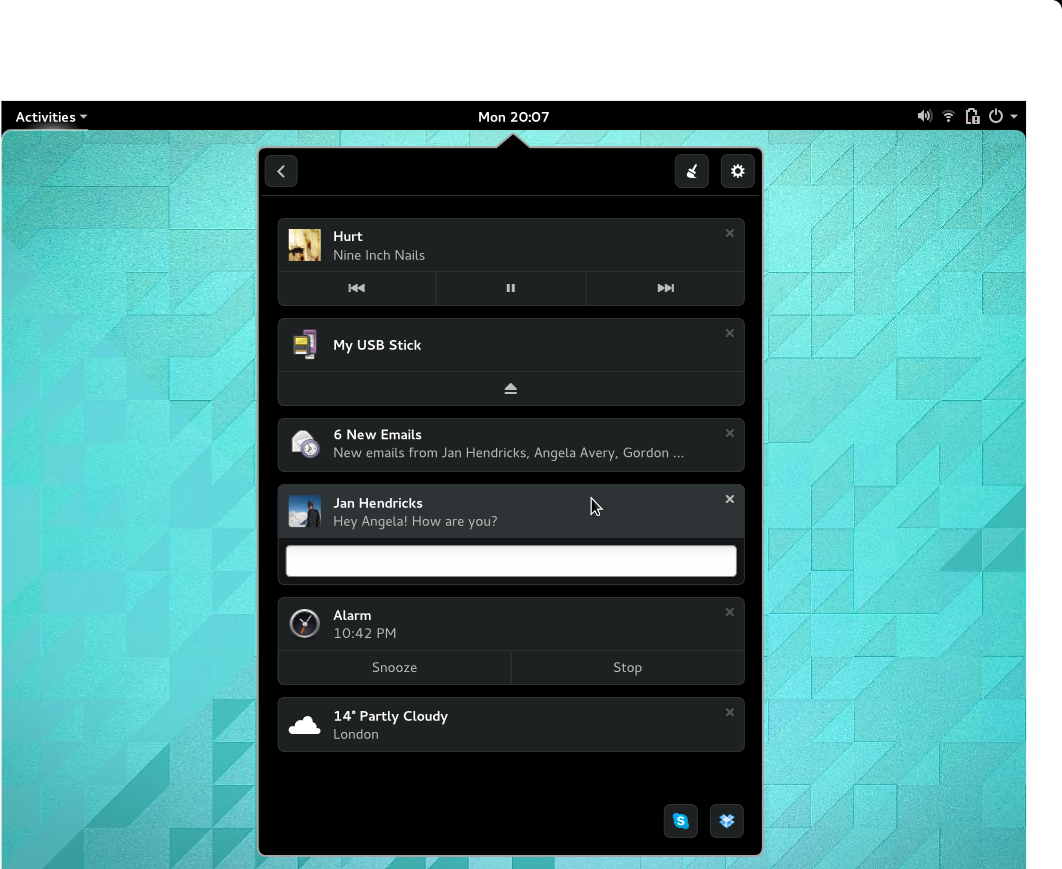 Activities
Mon 20:07
Hurt
Nine Inch Nails
My USB Stick
6 New Emails
New emails from Jan Hendricks, Angela Avery, Gordon ...
Jan Hendricks
Hey Angela! How are you?
Alarm
10:42 PM
Snooze
Stop
14° Partly Cloudy
London